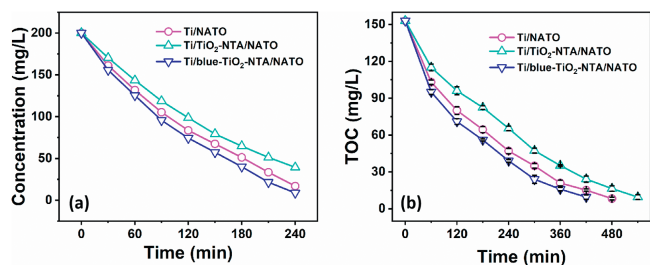 Concentration (mg/L)
200
150
100
50
0
Ti/NATO
Ti/TiO₂-NTA/NATO
Ti/blue-TiO₂-NTA/NATO
(a)
0 60 120 180 240
Time (min)
TOC (mg/L)
150
120
90
60
30
0
Ti/NATO
Ti/TiO₂-NTA/NATO
Ti/blue-TiO₂-NTA/NATO
(b)
0 120 240 360 480
Time (min)